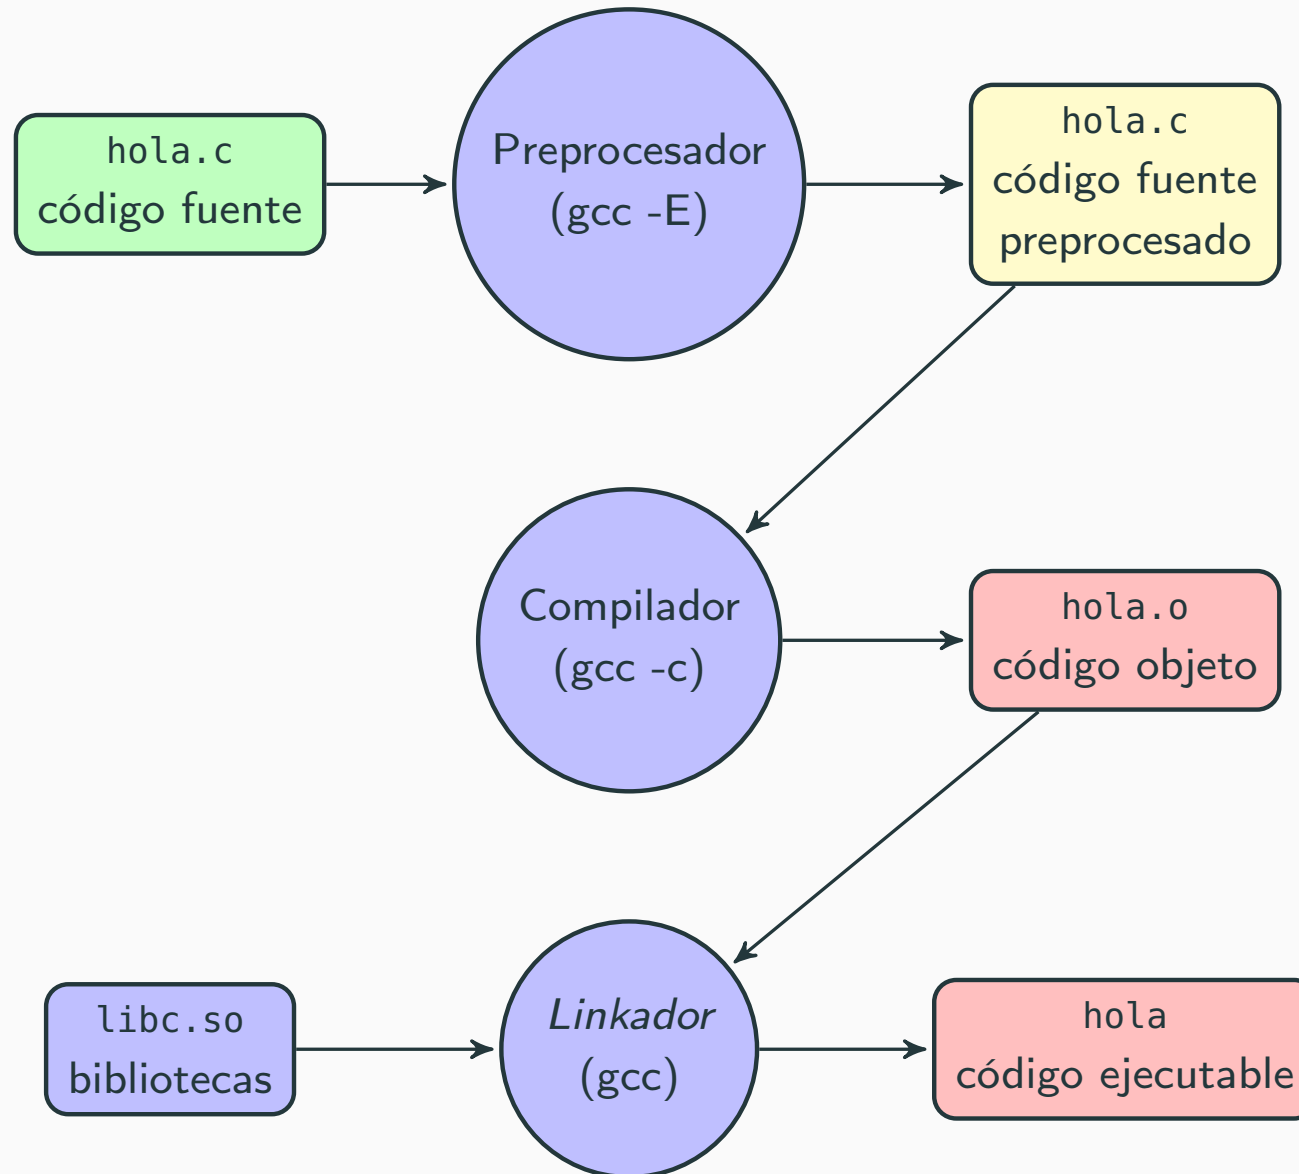 hola.c
código fuente
Preprocesador
(gcc -E)
hola.c
código fuente
preprocesado
Compilador
(gcc -c)
hola.o
código objeto
libc.so
bibliotecas
Linkador
(gcc)
hola
código ejecutable